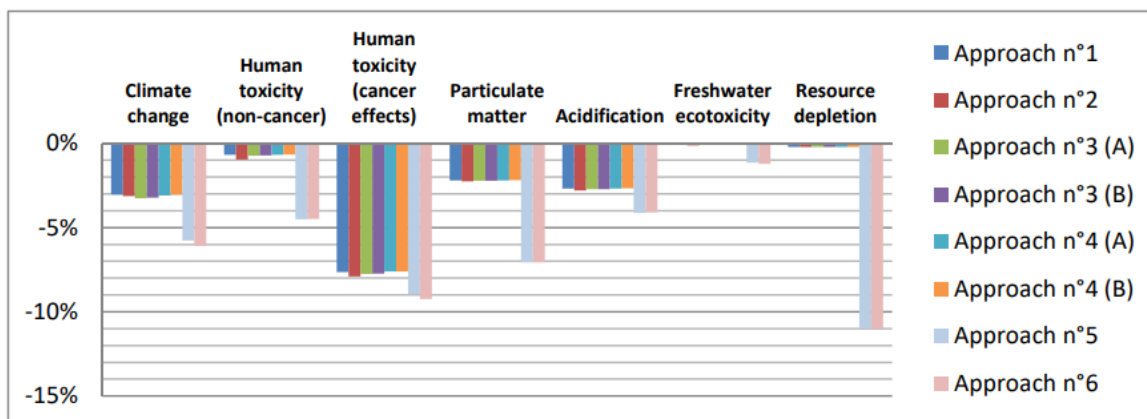 Climate
change
Human
toxicity
(non-cancer)
Human
toxicity
(cancer
effects)
Particulate
matter
Acidification
Freshwater
ecotoxicity
Resource
depletion
0%
-5%
-10%
-15%
Approach n°1
Approach n°2
Approach n°3 (A)
Approach n°3 (B)
Approach n°4 (A)
Approach n°4 (B)
Approach n°5
Approach n°6